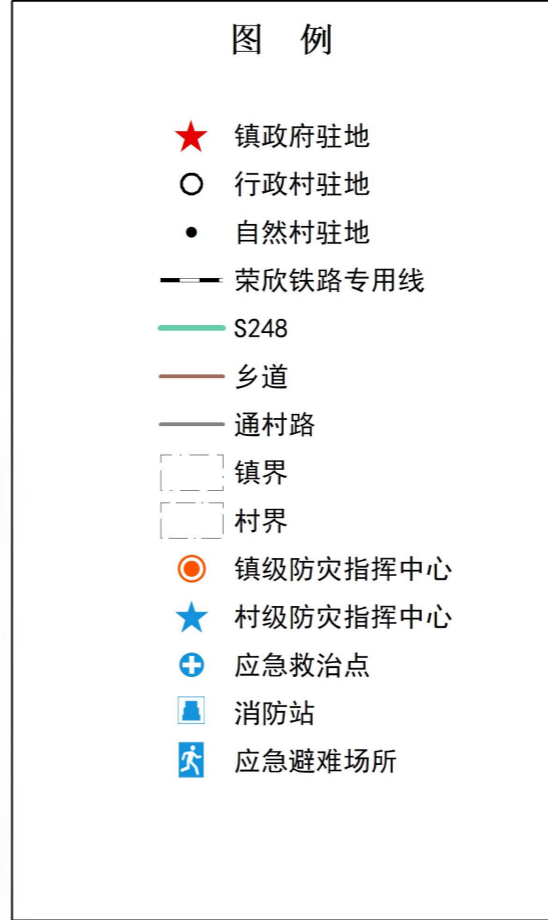 图 例
镇政府驻地
行政村驻地
自然村驻地
荣欣铁路专用线
S248
乡道
通村路
镇界
村界
镇级防灾指挥中心
村级防灾指挥中心
应急救治点
消防站
应急避难场所